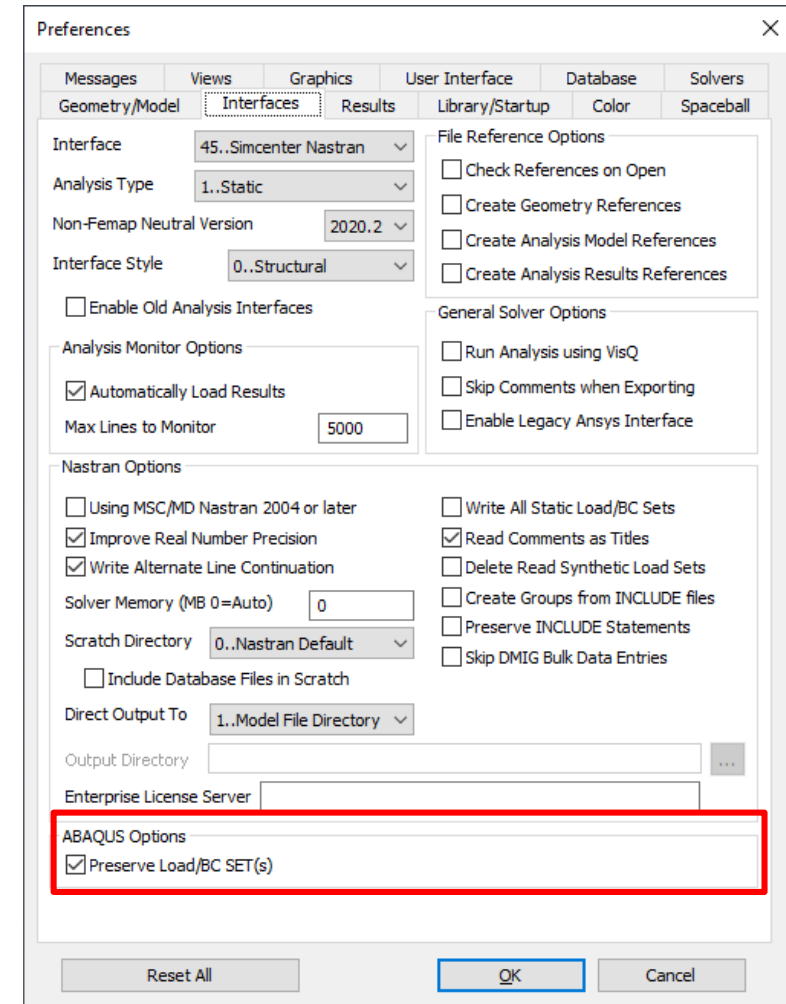 Preferences
Messages Views Graphics User Interface Database Solvers
Geometry/Model Interfaces Results Library/Startup Color Spaceball
Interface 45..Simcenter Nastran
Analysis Type 1..Static
Non-Femap Neutral Version 2020.2
Interface Style 0..Structural
Enable Old Analysis Interfaces
File Reference Options
Check References on Open
Create Geometry References
Create Analysis Model References
Create Analysis Results References
Analysis Monitor Options
Automatically Load Results
Max Lines to Monitor 5000
General Solver Options
Run Analysis using VisQ
Skip Comments when Exporting
Enable Legacy Ansys Interface
Nastran Options
Using MSC/MD Nastran 2004 or later
Improve Real Number Precision
Write Alternate Line Continuation
Solver Memory (MB 0=Auto) 0
Scratch Directory 0..Nastran Default
Include Database Files in Scratch
Direct Output To 1..Model File Directory
Write All Static Load/BC Sets
Read Comments as Titles
Delete Read Synthetic Load Sets
Create Groups from INCLUDE files
Preserve INCLUDE Statements
Skip DMIG Bulk Data Entries
Output Directory ...
Enterprise License Server
ABAQUS Options
Preserve Load/BC SET(s)
Reset All OK Cancel